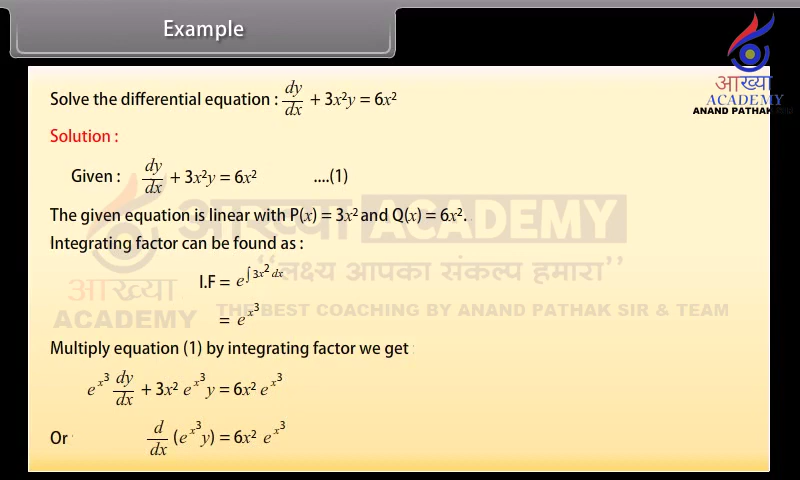 Example
आख्या
ACADEMY
ANAND PATHAK
Solve the differential equation : dy/dx + 3x²y = 6x²
Solution :
Given : dy/dx + 3x²y = 6x² ....(1)
The given equation is linear with P(x) = 3x² and Q(x) = 6x².
Integrating factor can be found as :
I.F = e^∫3x² dx
= e^x³
Multiply equation (1) by integrating factor we get
e^x³ dy/dx + 3x² e^x³ y = 6x² e^x³
Or d/dx (e^x³ y) = 6x² e^x³
आख्या ACADEMY
‘‘लक्ष्य आपका संकल्प हमारा’’
THE BEST COACHING BY ANAND PATHAK SIR & TEAM
आख्या
ACADEMY